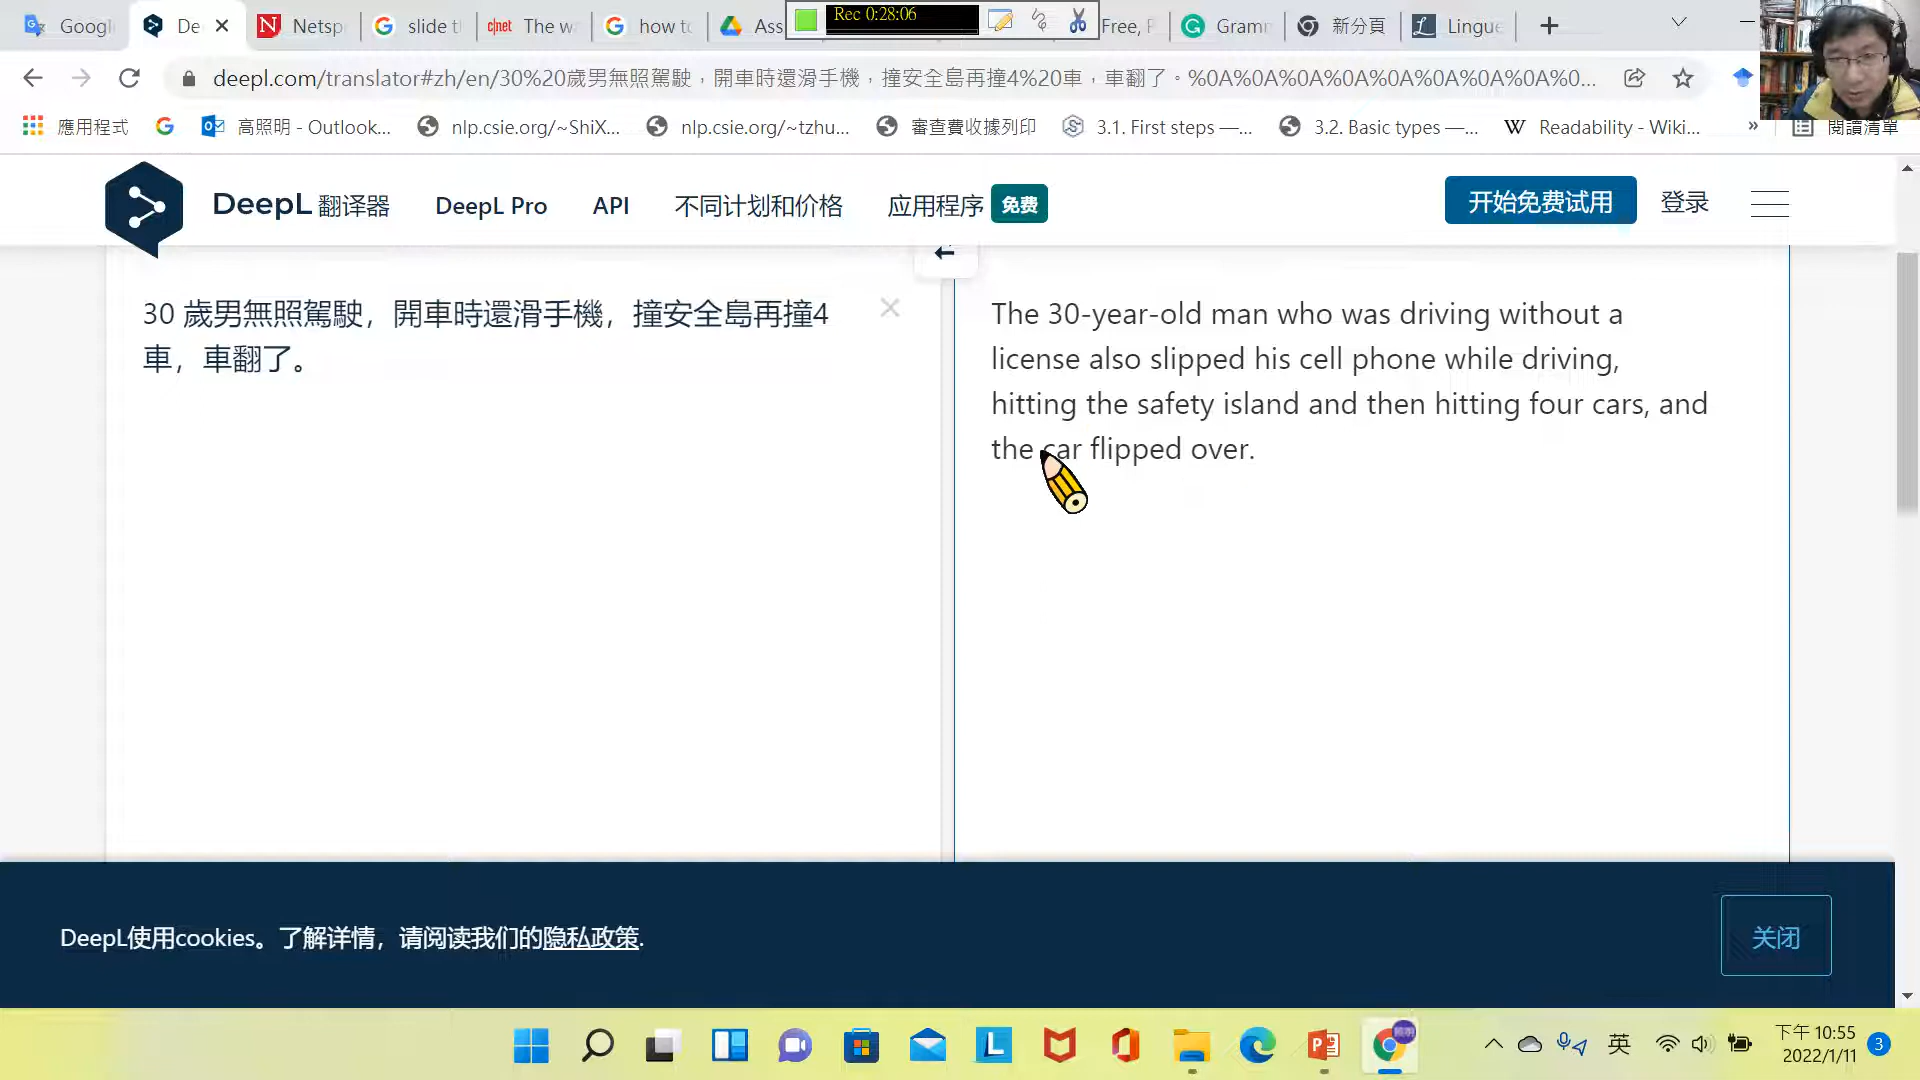 Googl
De
Netsp
slide t
c|net The w
how to
Ass
Rec 0:28:06
Free, F
Gramn
新分頁
Lingue
deepl.com/translator#zh/en/30%20歲男無照駕駛，開車時還滑手機，撞安全島再撞4%20車，車翻了。%0A%0A%0A%0A%0A%0A%0A%0A%0...
應用程式
高照明 - Outlook...
nlp.csie.org/~ShiX...
nlp.csie.org/~tzhu...
審查費收據列印
3.1. First steps —...
3.2. Basic types —...
W Readability - Wiki...
»
閱讀清單
DeepL 翻译器
DeepL Pro
API
不同计划和价格
应用程序 免费
开始免费试用
登录
30 歲男無照駕駛，開車時還滑手機，撞安全島再撞4
車，車翻了。
The 30-year-old man who was driving without a
license also slipped his cell phone while driving,
hitting the safety island and then hitting four cars, and
the car flipped over.
DeepL使用cookies。了解详情，请阅读我们的隐私政策.
关闭
英
下午 10:55
2022/1/11
3